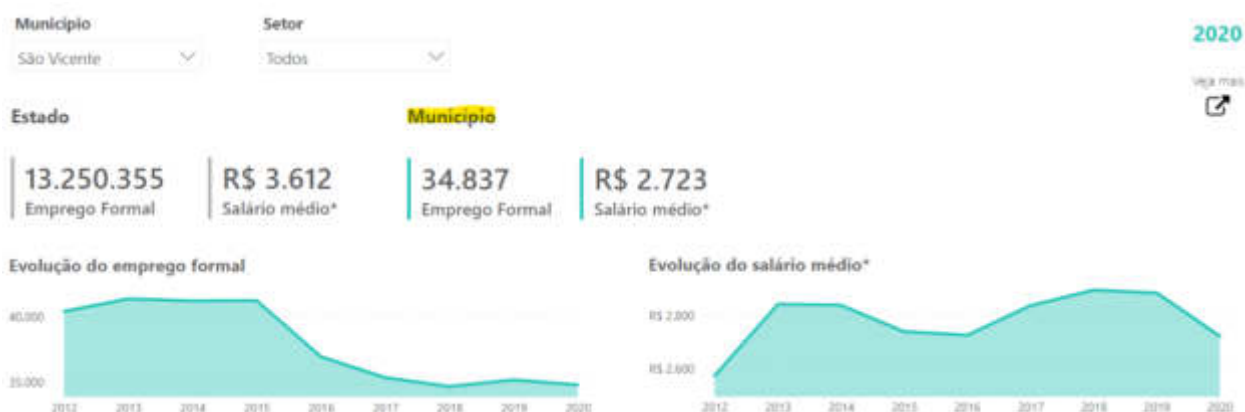 Município Setor
2020
São Vicente Todos
Veja mais
Estado Município
13.250.355 R$ 3.612 34.837 R$ 2.723
Emprego Formal Salário médio* Emprego Formal Salário médio*
Evolução do emprego formal Evolução do salário médio*
40.000 R$ 2.800
35.000 R$ 2.600
2012 2013 2014 2015 2016 2017 2018 2019 2020 2012 2013 2014 2015 2016 2017 2018 2019 2020